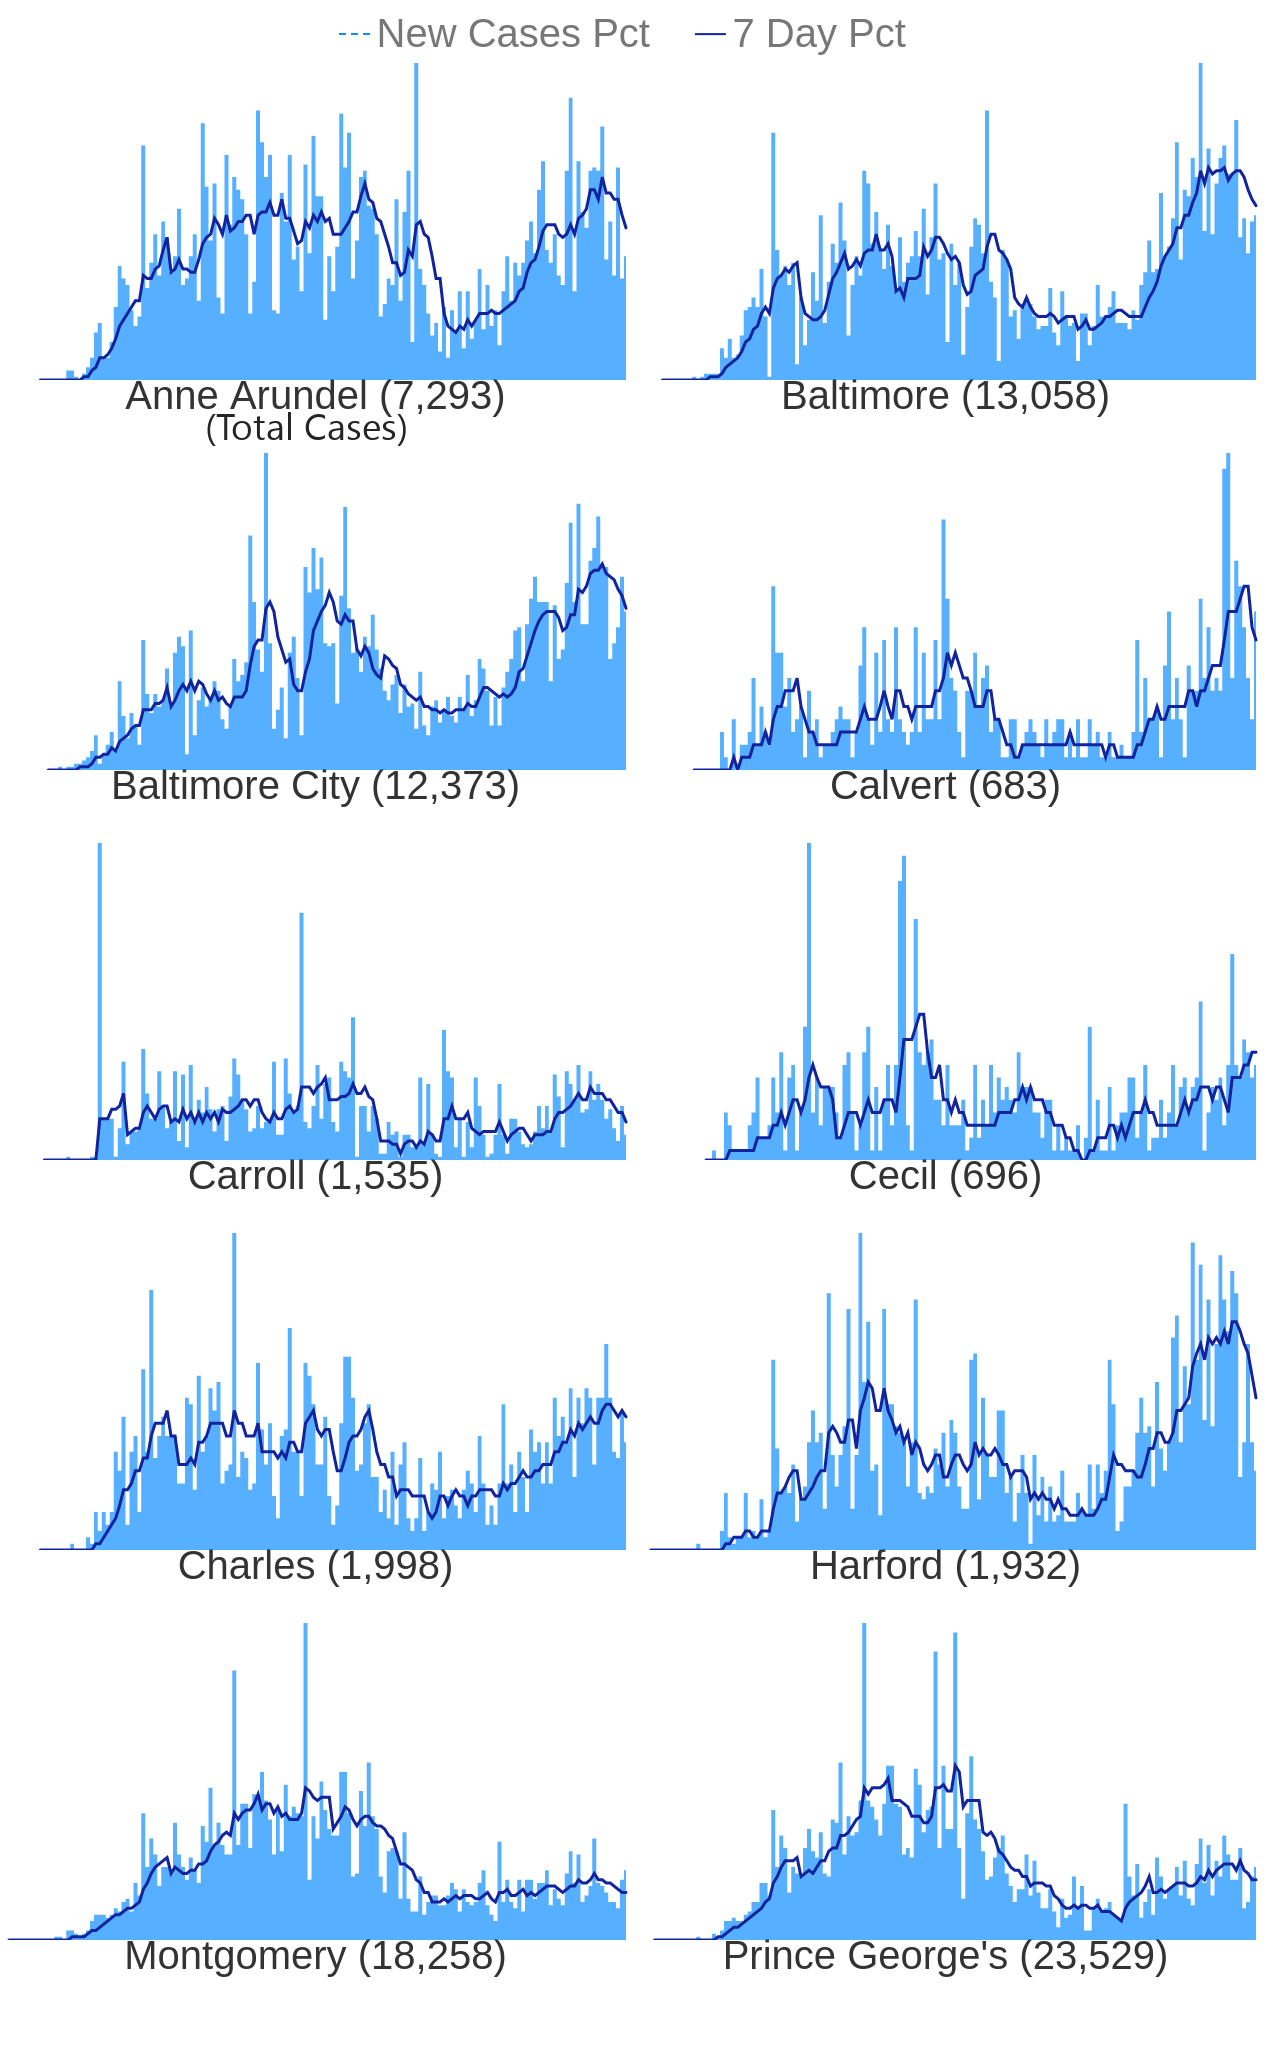 New Cases Pct 7 Day Pct
Anne Arundel (7,293) Baltimore (13,058)
(Total Cases)
Baltimore City (12,373) Calvert (683)
Carroll (1,535) Cecil (696)
Charles (1,998) Harford (1,932)
Montgomery (18,258) Prince George's (23,529)